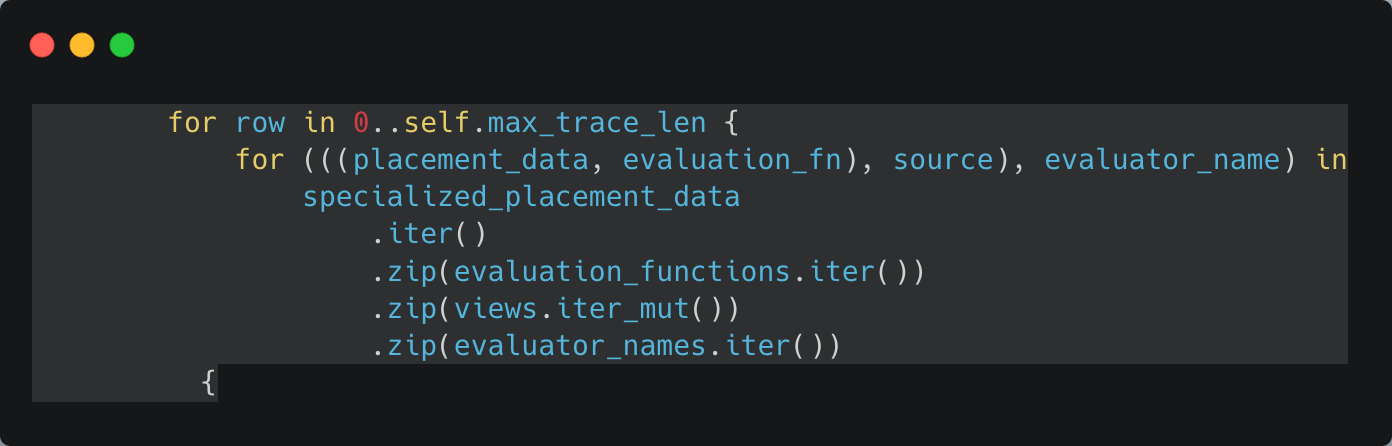 for row in 0..self.max_trace_len {
for (((placement_data, evaluation_fn), source), evaluator_name) in
specialized_placement_data
.iter()
.zip(evaluation_functions.iter())
.zip(views.iter_mut())
.zip(evaluator_names.iter())
{